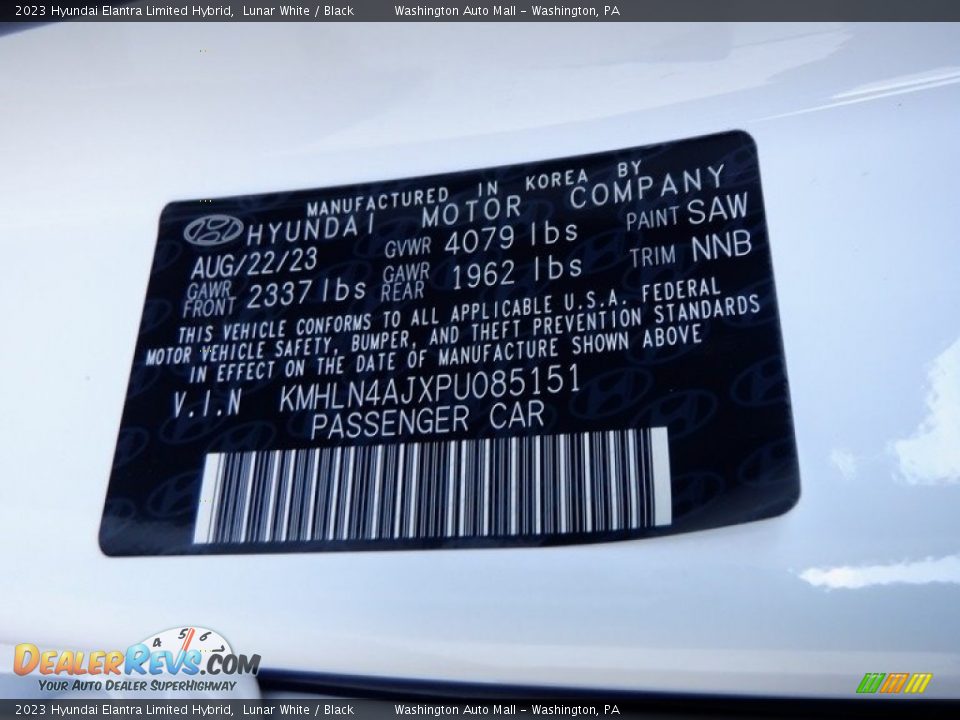 2023 Hyundai Elantra Limited Hybrid, Lunar White / Black Washington Auto Mall - Washington, PA
MANUFACTURED IN KOREA BY
HYUNDAI MOTOR COMPANY
AUG/22/23 GVWR 4079 lbs PAINT SAW
GAWR FRONT 2337 lbs GAWR REAR 1962 lbs TRIM NNB
THIS VEHICLE CONFORMS TO ALL APPLICABLE U.S.A. FEDERAL
MOTOR VEHICLE SAFETY, BUMPER, AND THEFT PREVENTION STANDARDS
IN EFFECT ON THE DATE OF MANUFACTURE SHOWN ABOVE
V.I.N KMHLN4AJXPU085151
PASSENGER CAR
4 5 6
DealerRevs.com
Your Auto Dealer SuperHighway
2023 Hyundai Elantra Limited Hybrid, Lunar White / Black Washington Auto Mall - Washington, PA